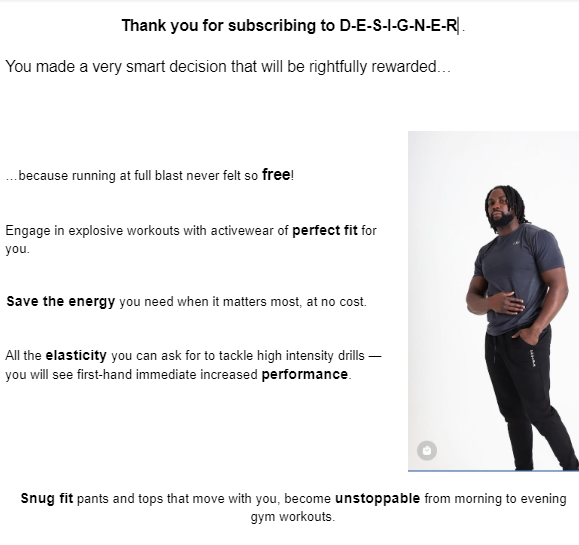 Thank you for subscribing to D-E-S-I-G-N-E-R.
You made a very smart decision that will be rightfully rewarded…
…because running at full blast never felt so free!
Engage in explosive workouts with activewear of perfect fit for
you.
Save the energy you need when it matters most, at no cost.
All the elasticity you can ask for to tackle high intensity drills —
you will see first-hand immediate increased performance.
Snug fit pants and tops that move with you, become unstoppable from morning to evening
gym workouts.